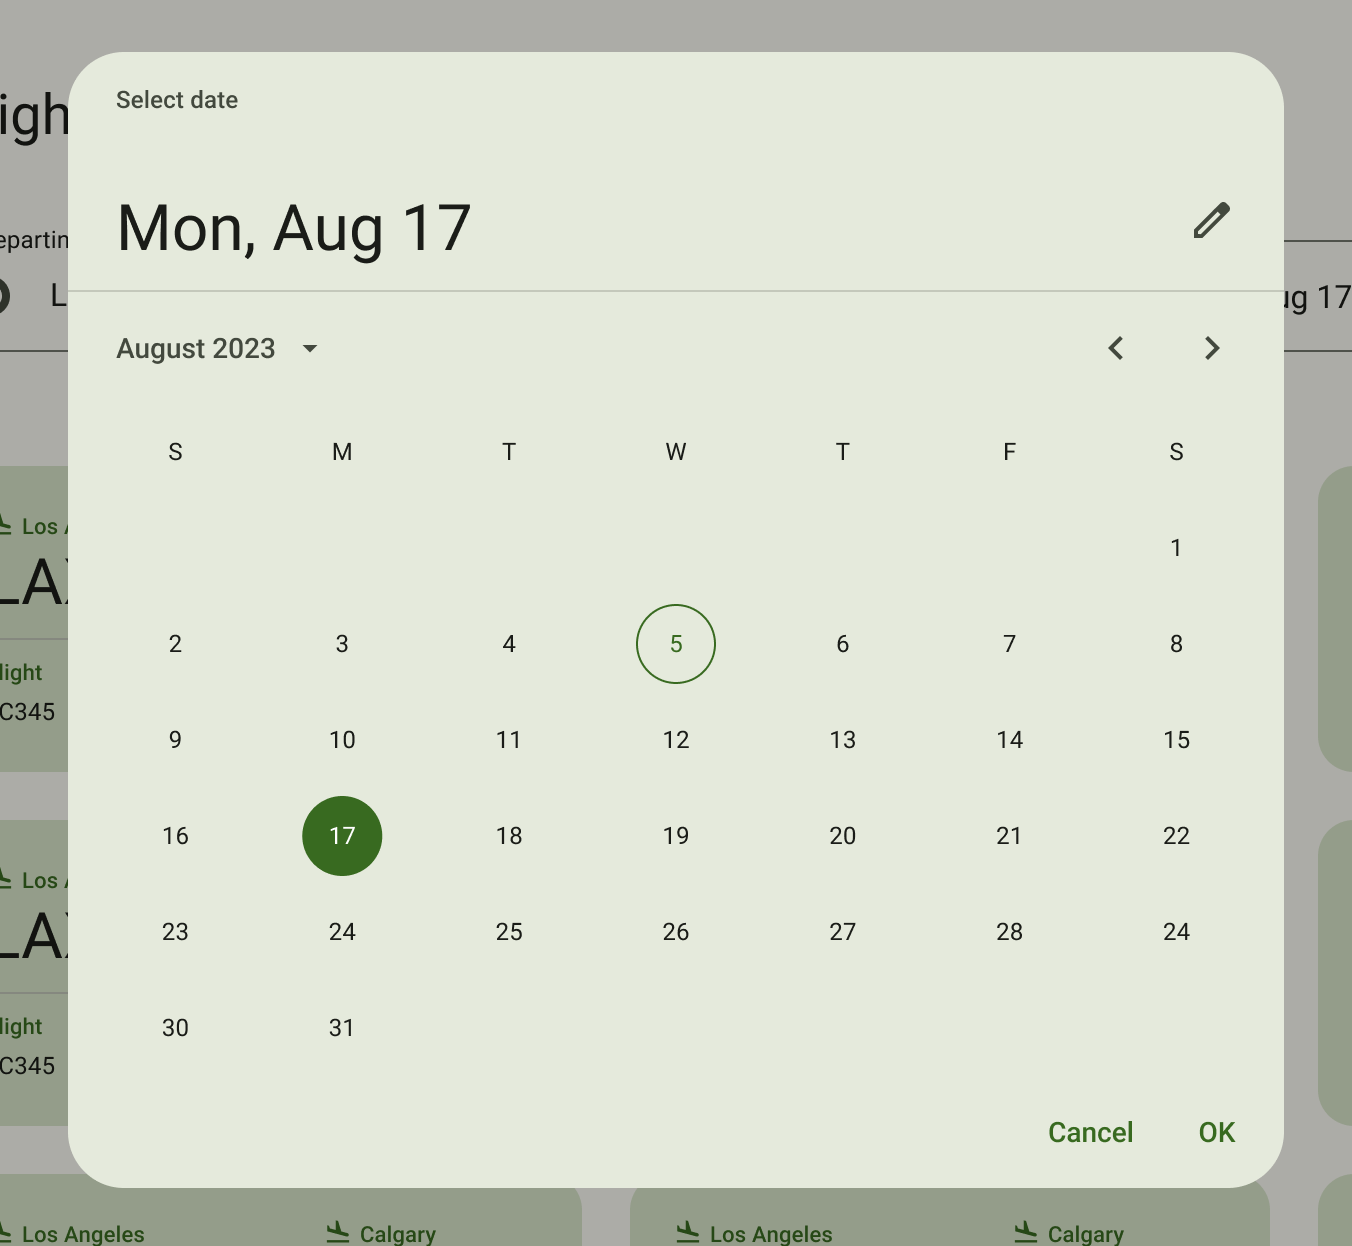 Select date
igh
Mon, Aug 17
epartin
L
ug 17
August 2023
S M T W T F S
1
2 3 4 5 6 7 8
9 10 11 12 13 14 15
16 17 18 19 20 21 22
23 24 25 26 27 28 24
30 31
Cancel OK
Los A
LAX
light
C345
Los A
LAX
light
C345
Los Angeles Calgary Los Angeles Calgary